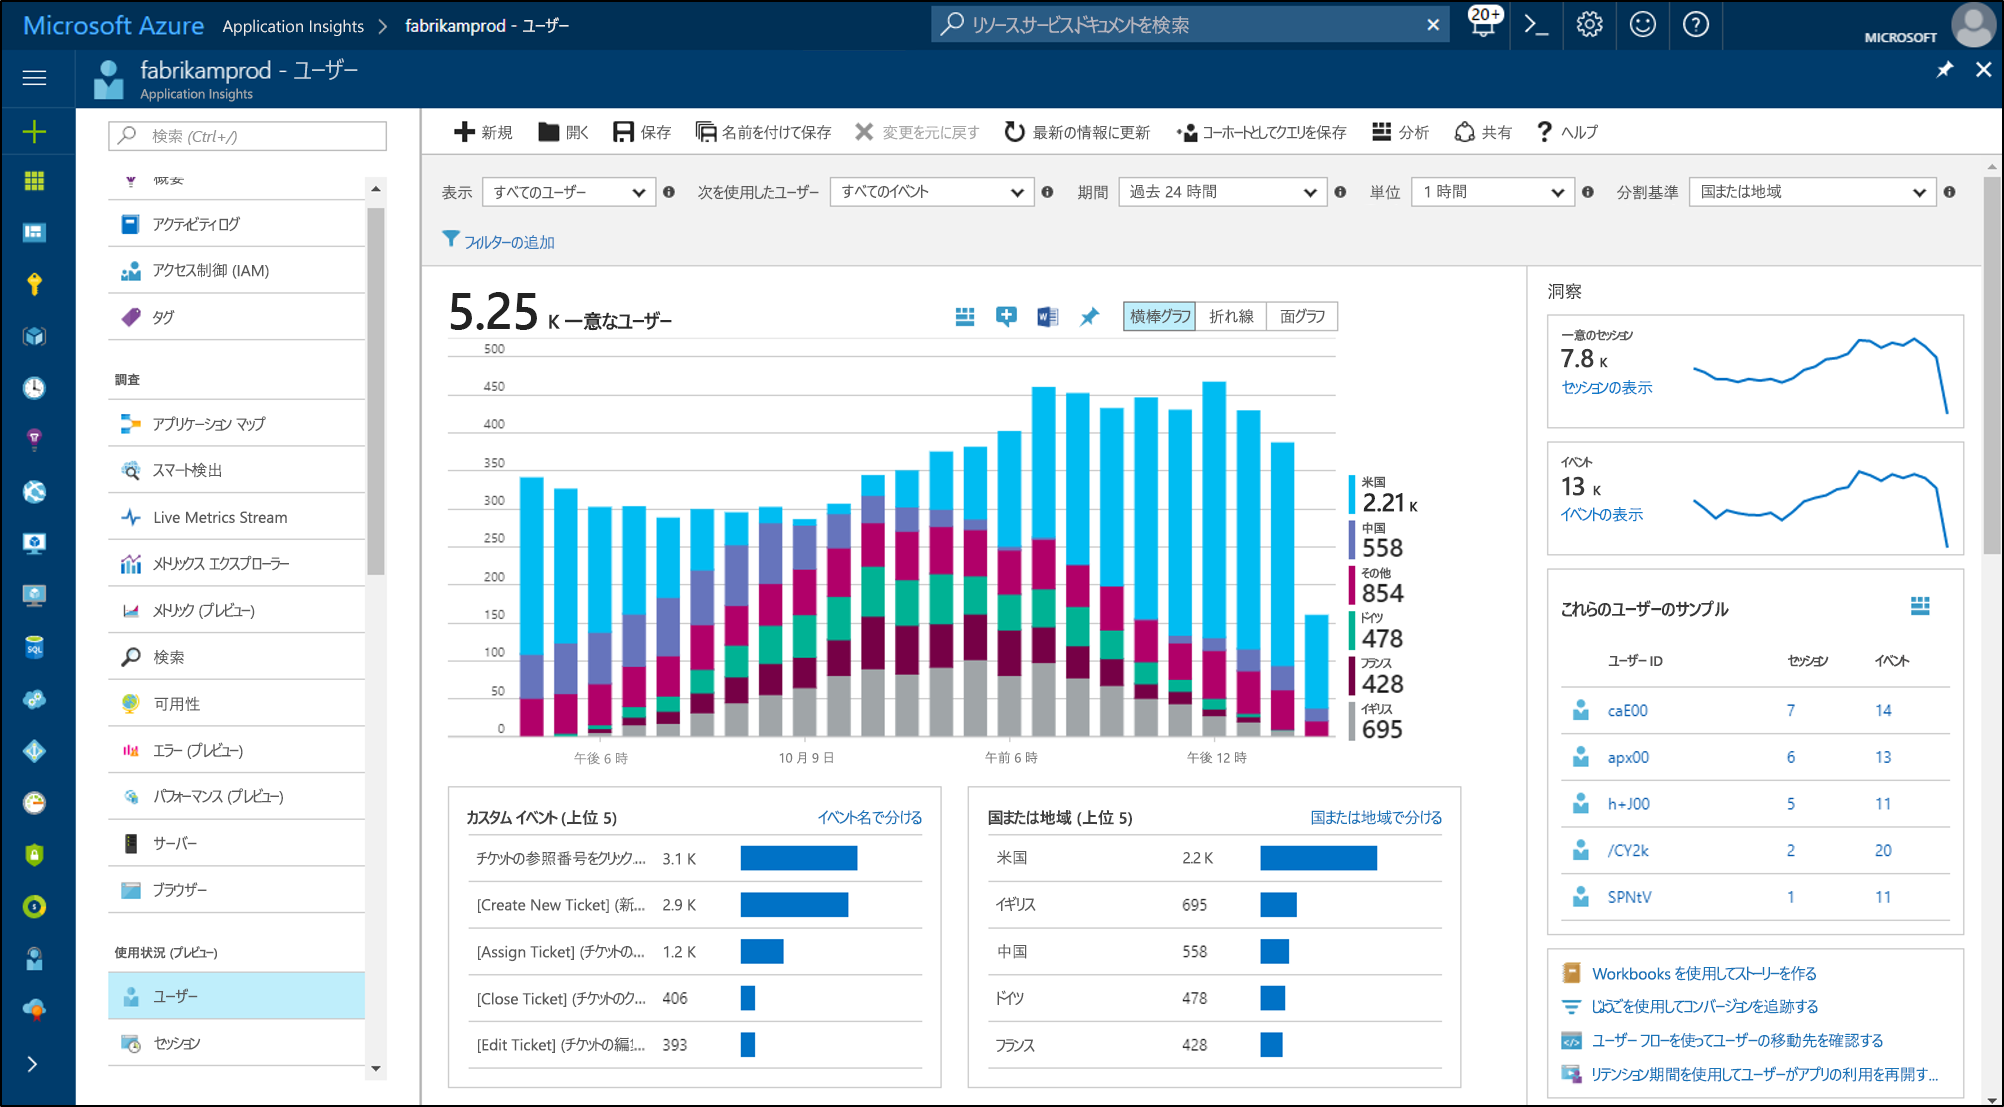 Microsoft Azure Application Insights > fabrikamprod - ユーザー
リソース,サービス,ドキュメントを検索
20+
MICROSOFT
fabrikamprod - ユーザー
Application Insights
検索 (Ctrl+/)
概要
アクティビティ ログ
アクセス制御 (IAM)
タグ
調査
アプリケーション マップ
スマート検出
Live Metrics Stream
メトリックス エクスプローラー
メトリック (プレビュー)
検索
可用性
エラー (プレビュー)
パフォーマンス (プレビュー)
サーバー
ブラウザー
使用状況 (プレビュー)
ユーザー
セッション
新規 開く 保存 名前を付けて保存 変更を元に戻す 最新の情報に更新 コーホートとしてクエリを保存 分析 共有 ヘルプ
表示 すべてのユーザー 次を使用したユーザー すべてのイベント 期間 過去 24 時間 単位 1 時間 分割基準 国または地域
フィルターの追加
5.25 K 一意なユーザー
横棒グラフ 折れ線 面グラフ
500
450
400
350
300
250
200
150
100
50
0
午後 6 時 10 月 9 日 午前 6 時 午後 12 時
米国
2.21 K
中国
558
その他
854
ドイツ
478
フランス
428
イギリス
695
カスタム イベント (上位 5) イベント名で分ける
チケットの参照番号をクリック... 3.1 K
[Create New Ticket] (新... 2.9 K
[Assign Ticket] (チケットの... 1.2 K
[Close Ticket] (チケットのク... 406
[Edit Ticket] (チケットの編集... 393
国または地域 (上位 5) 国または地域で分ける
米国 2.2 K
イギリス 695
中国 558
ドイツ 478
フランス 428
洞察
一意のセッション
7.8 K
セッションの表示
イベント
13 K
イベントの表示
これらのユーザーのサンプル
ユーザー ID セッション イベント
caE00 7 14
apx00 6 13
h+J00 5 11
/CY2k 2 20
SPNtV 1 11
Workbooks を使用してストーリーを作る
じょうごを使用してコンバージョンを追跡する
ユーザー フローを使ってユーザーの移動先を確認する
リテンション期間を使用してユーザーがアプリの利用を再開す...